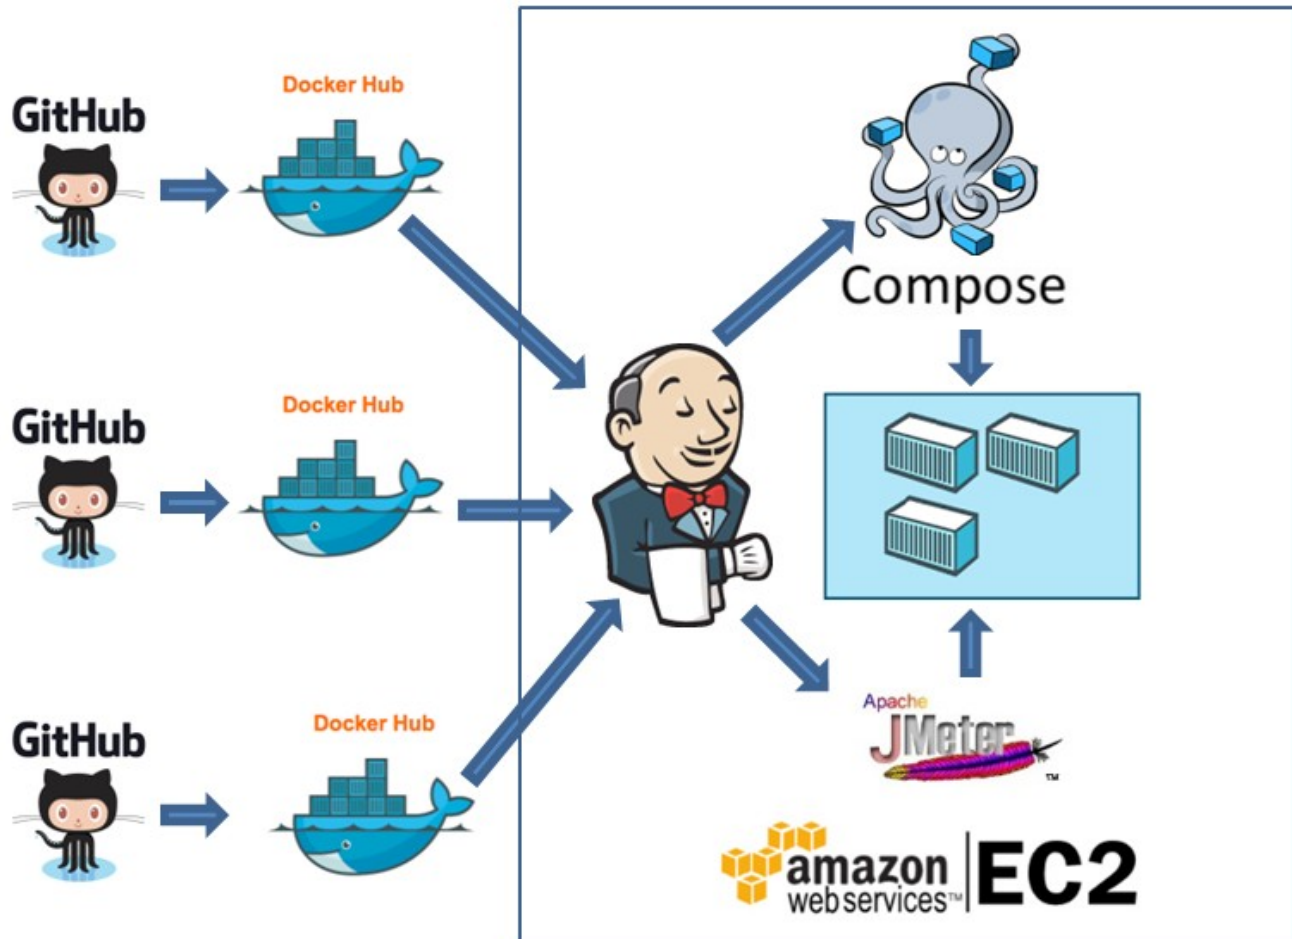 GitHub
Docker Hub
GitHub
Docker Hub
GitHub
Docker Hub
Compose
Apache
JMeter
TM
amazon
webservices™
EC2